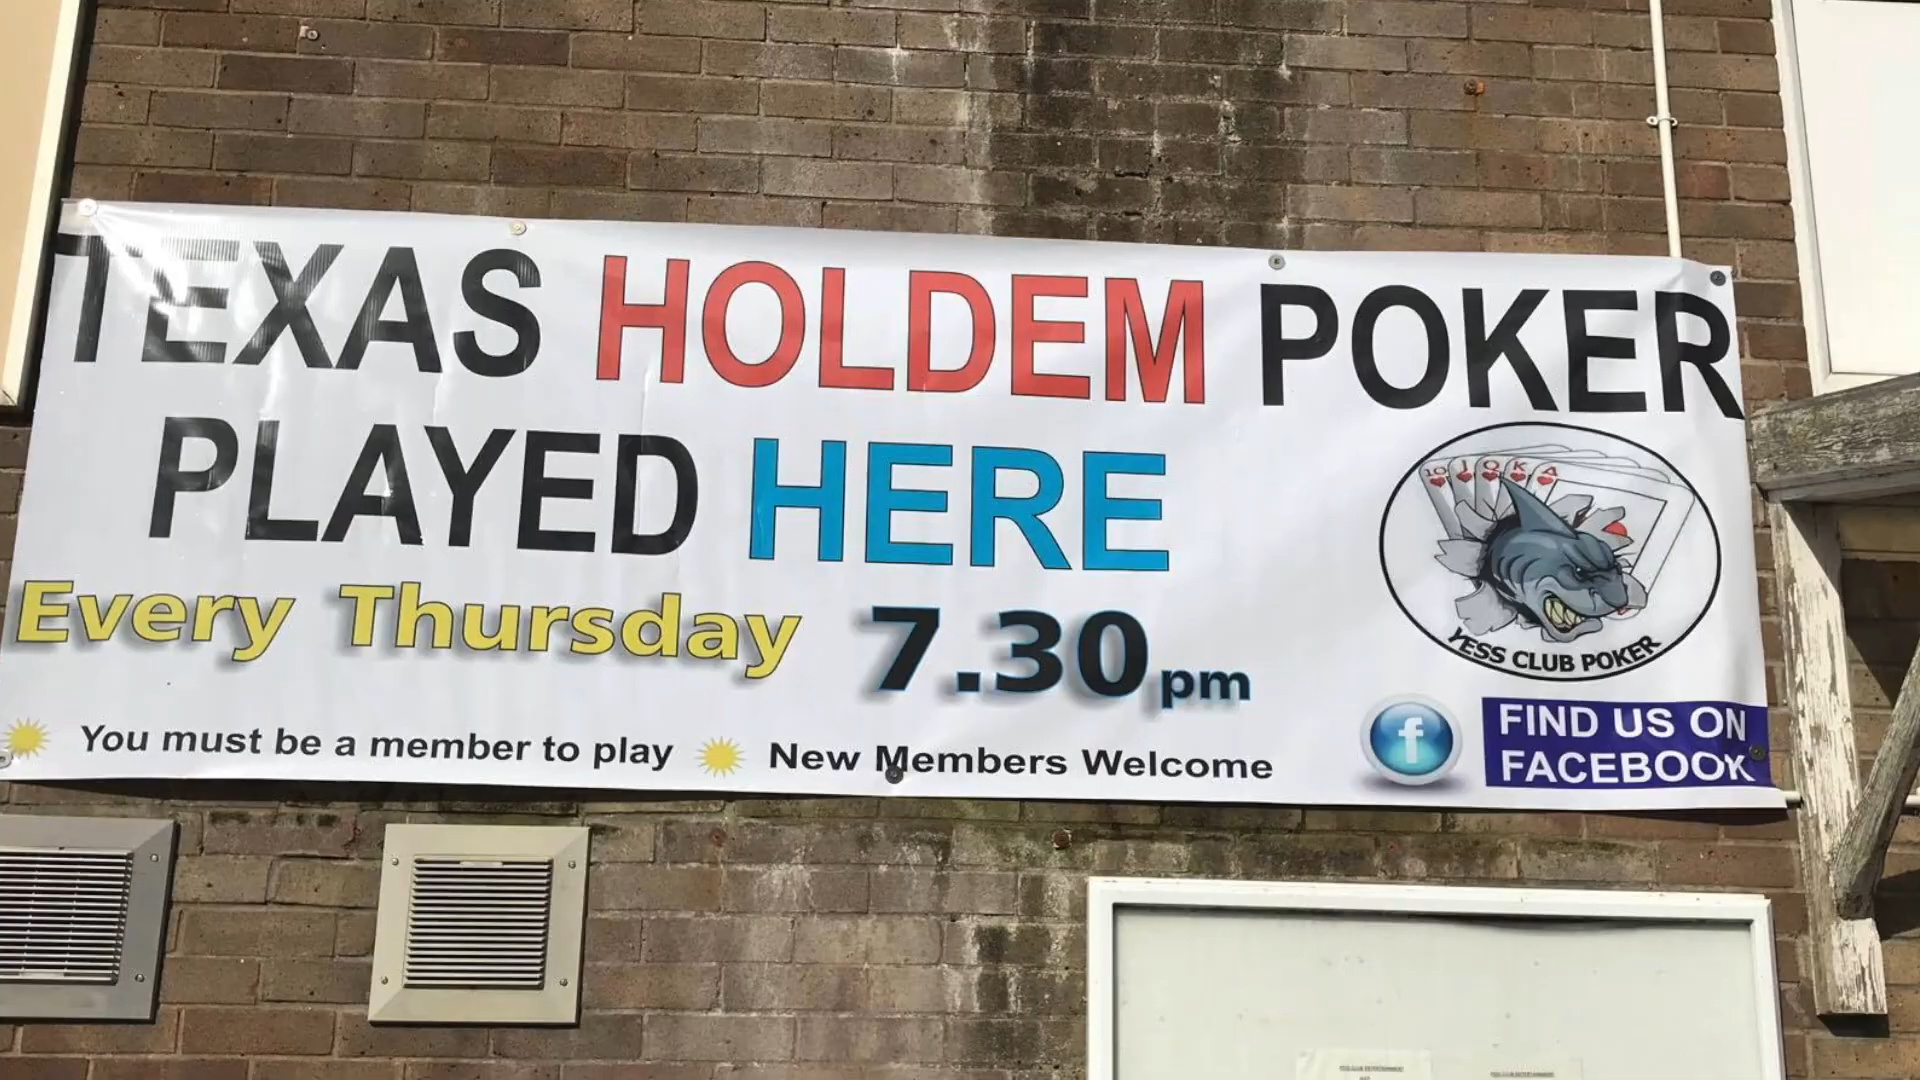 TEXAS HOLDEM POKER
PLAYED HERE
Every Thursday 7.30pm
You must be a member to play
New Members Welcome
10 J Q K A
YESS CLUB POKER
f
FIND US ON
FACEBOOK